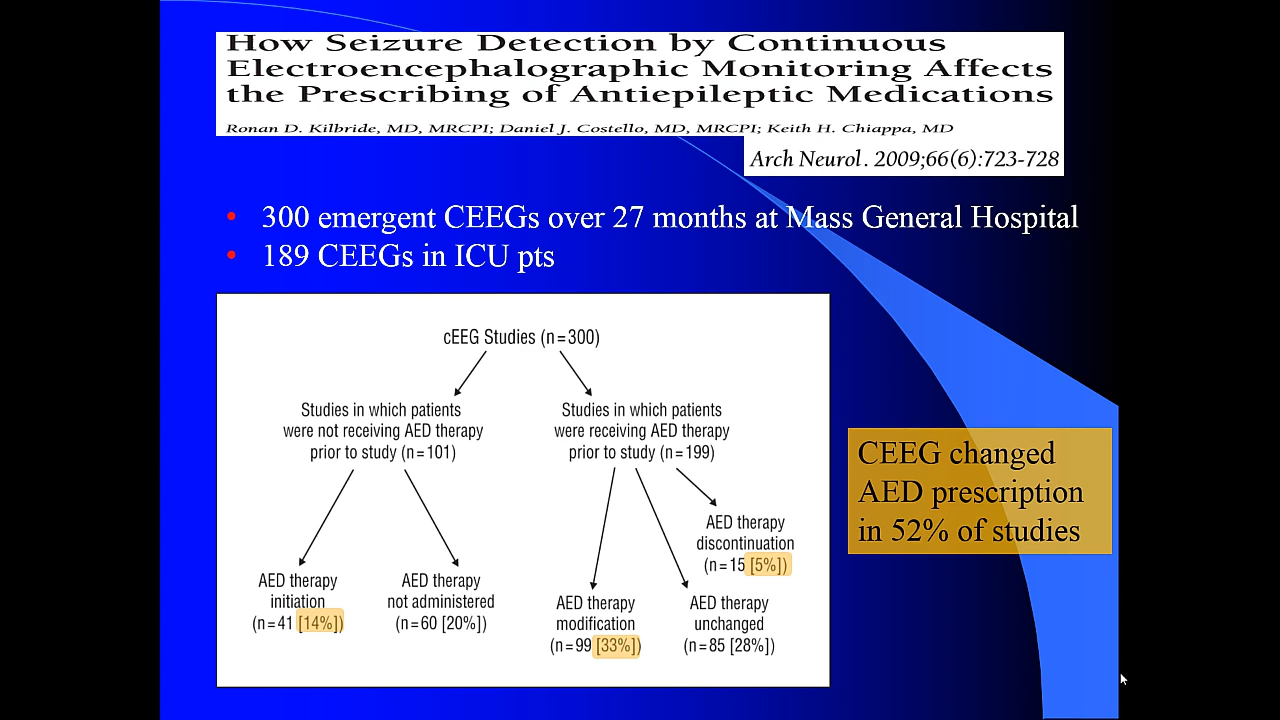 How Seizure Detection by Continuous
Electroencephalographic Monitoring Affects
the Prescribing of Antiepileptic Medications
Ronan D. Kilbride, MD, MRCPI; Daniel J. Costello, MD, MRCPI; Keith H. Chiappa, MD
Arch Neurol. 2009;66(6):723-728
• 300 emergent CEEGs over 27 months at Mass General Hospital
• 189 CEEGs in ICU pts
cEEG Studies (n=300)
Studies in which patients
were not receiving AED therapy
prior to study (n=101)
Studies in which patients
were receiving AED therapy
prior to study (n=199)
AED therapy
initiation
(n=41 [14%])
AED therapy
not administered
(n=60 [20%])
AED therapy
modification
(n=99 [33%])
AED therapy
unchanged
(n=85 [28%])
AED therapy
discontinuation
(n=15 [5%])
CEEG changed
AED prescription
in 52% of studies